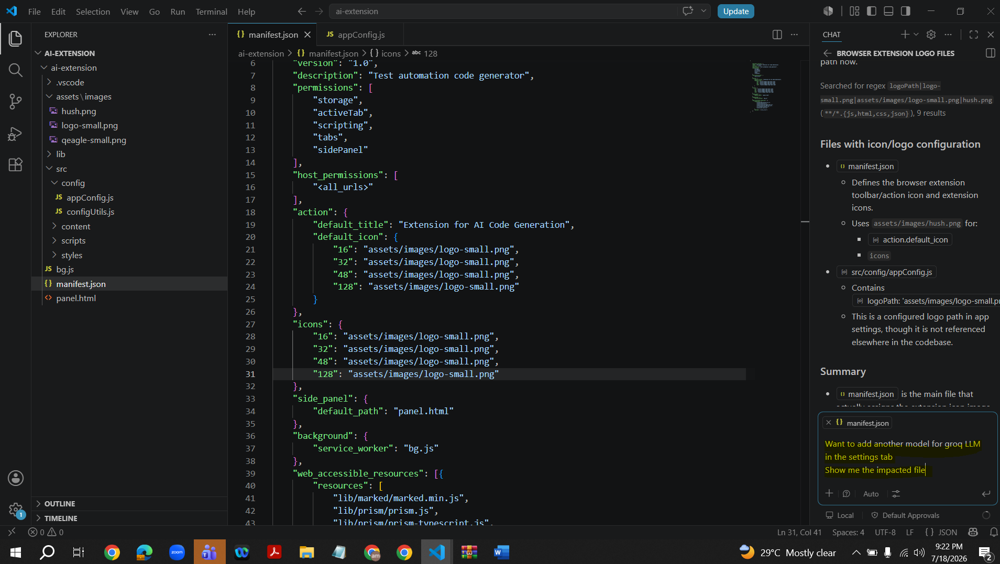 File Edit Selection View Go Run Terminal Help
ai-extension
Update
EXPLORER
AI-EXTENSION
ai-extension
.vscode
assets\images
hush.png
logo-small.png
qeagle-small.png
lib
src
config
JS appConfig.js
JS configUtils.js
content
scripts
styles
JS bg.js
{} manifest.json
<> panel.html
OUTLINE
TIMELINE
1
{} manifest.json
JS appConfig.js
ai-extension > {} manifest.json > {} icons > abc 128
6 "version": "1.0",
7 "description": "Test automation code generator",
8 "permissions": [
9 "storage",
10 "activeTab",
11 "scripting",
12 "tabs",
13 "sidePanel"
14 ],
15 "host_permissions": [
16 "<all_urls>"
17 ],
18 "action": {
19 "default_title": "Extension for AI Code Generation",
20 "default_icon": {
21 "16": "assets/images/logo-small.png",
22 "32": "assets/images/logo-small.png",
23 "48": "assets/images/logo-small.png",
24 "128": "assets/images/logo-small.png"
25 }
26 },
27 "icons": {
28 "16": "assets/images/logo-small.png",
29 "32": "assets/images/logo-small.png",
30 "48": "assets/images/logo-small.png",
31 "128": "assets/images/logo-small.png"
32 },
33 "side_panel": {
34 "default_path": "panel.html"
35 },
36 "background": {
37 "service_worker": "bg.js"
38 },
39 "web_accessible_resources": [{
40 "resources": [
41 "lib/marked/marked.min.js",
42 "lib/prism/prism.js",
43 "lib/prism/prism-typescript.js",
CHAT
BROWSER EXTENSION LOGO FILES
path now.
Searched for regex logoPath|logo-
small.png|assets/images/logo-small.png|hush.png
(**/*.{js,html,css,json}), 9 results
Files with icon/logo configuration
{} manifest.json
Defines the browser extension
toolbar/action icon and extension
icons.
Uses assets/images/hush.png for:
action.default_icon
icons
src/config/appConfig.js
Contains
logoPath: 'assets/images/logo-small.p
This is a configured logo path in app
settings, though it is not referenced
elsewhere in the codebase.
Summary
{} manifest.json is the main file that
actually assigns the extension icon image
{} manifest.json
Want to add another model for groq LLM
in the settings tab
Show me the impacted file
Auto
Local
Default Approvals
0 0
Ln 31, Col 41 Spaces: 4 UTF-8 LF {} JSON
zoom
T
am
W
29°C Mostly clear
9:22 PM
7/18/2026
2